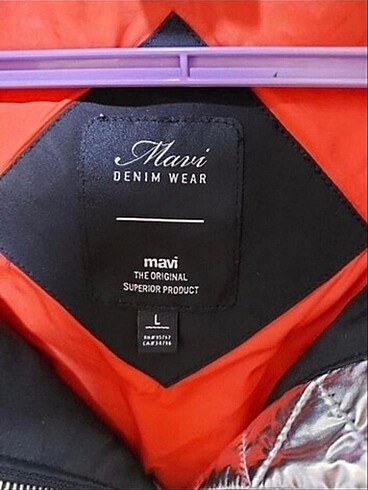 Mavi
DENIM WEAR
mavi
THE ORIGINAL
SUPERIOR PRODUCT
L